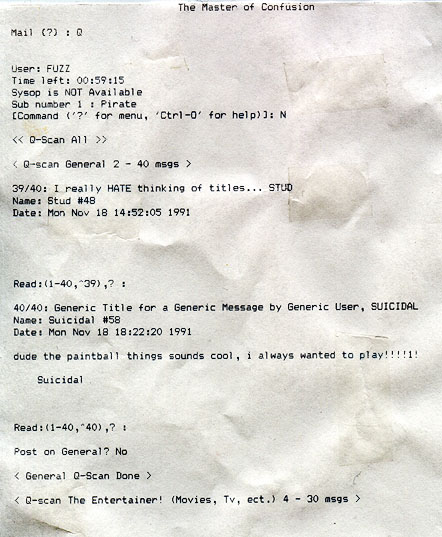 The Master of Confusion
Mail (?) : Q
User: FUZZ
Time left: 00:59:15
Sysop is NOT Available
Sub number 1 : Pirate
[Command ('?' for menu, 'Ctrl-O' for help)]: N
<< Q-Scan All >>
< Q-scan General 2 - 40 msgs >
39/40: I really HATE thinking of titles... STUD
Name: Stud #48
Date: Mon Nov 18 14:52:05 1991
Read:(1-40,^39),? :
40/40: Generic Title for a Generic Message by Generic User, SUICIDAL
Name: Suicidal #58
Date: Mon Nov 18 18:22:20 1991
dude the paintball things sounds cool, i always wanted to play!!!!1!
Suicidal
Read:(1-40,^40),? :
Post on General? No
< General Q-Scan Done >
< Q-scan The Entertainer! (Movies, Tv, ect.) 4 - 30 msgs >